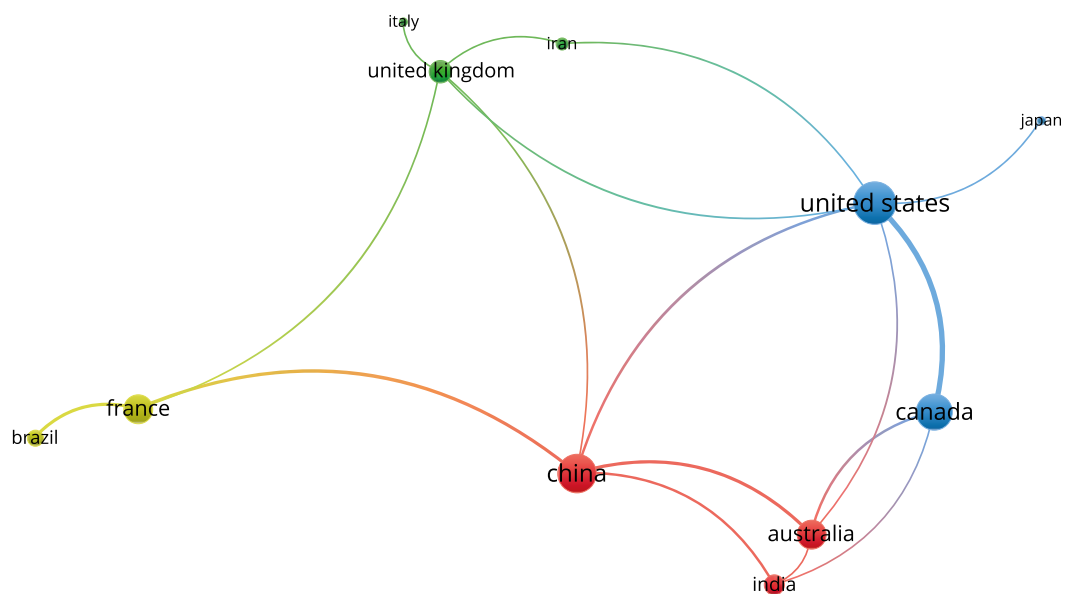 italy
iran
united kingdom
japan
united states
france
canada
brazil
china
australia
india